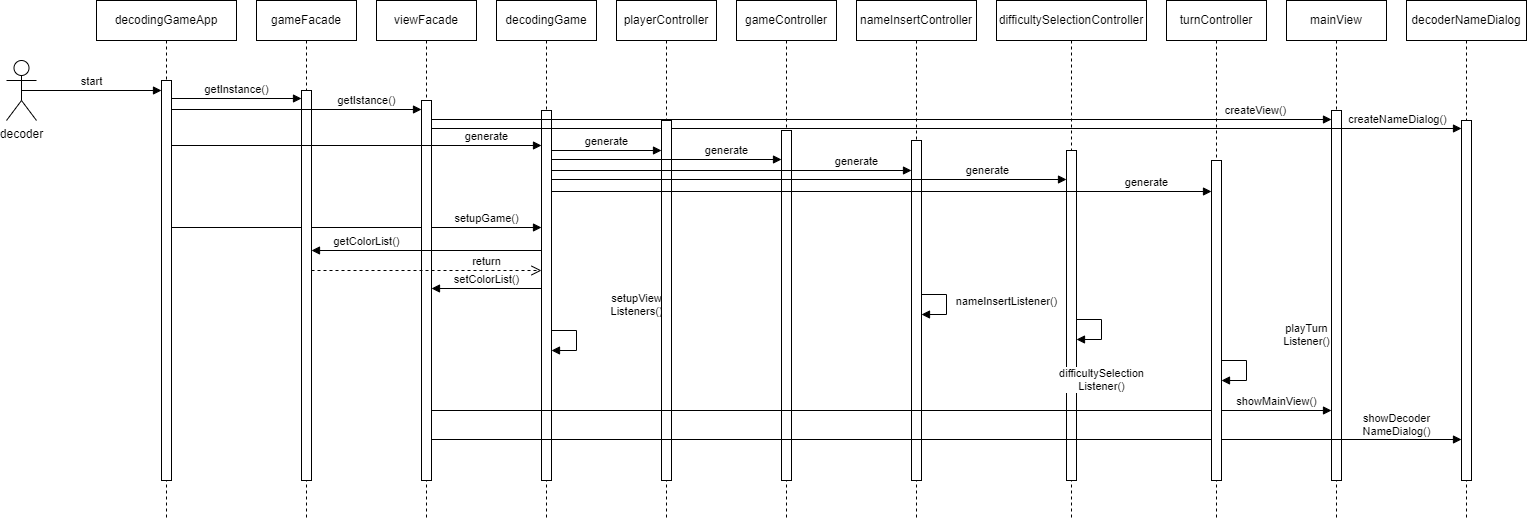 decodingGameApp
gameFacade
viewFacade
decodingGame
playerController
gameController
nameInsertController
difficultySelectionController
turnController
mainView
decoderNameDialog
start
getInstance()
getIstance()
createView()
createNameDialog()
decoder
generate
generate
generate
generate
generate
generate
setupGame()
getColorList()
return
setColorList()
setupView
Listeners()
nameInsertListener()
playTurn
Listener()
difficultySelection
Listener()
showMainView()
showDecoder
NameDialog()